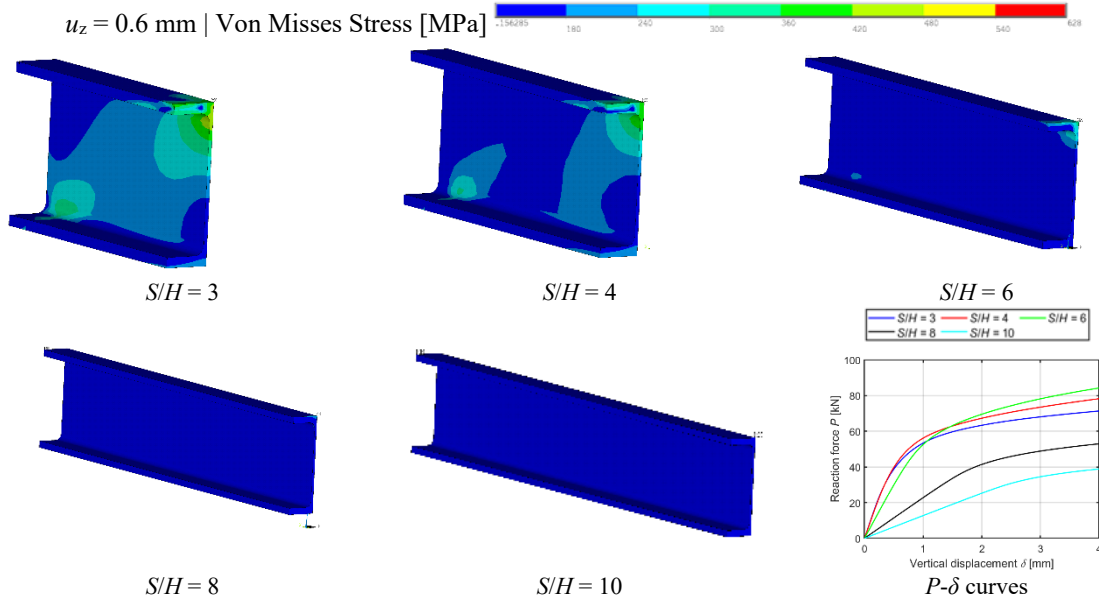 u_z = 0.6 mm | Von Misses Stress [MPa]
.156285 180 240 300 360 420 480 540 628
S/H = 3
S/H = 4
S/H = 6
S/H = 3 S/H = 4 S/H = 6
S/H = 8 S/H = 10
100
80
60
40
20
0
Reaction force P [kN]
0 1 2 3 4
Vertical displacement δ [mm]
S/H = 8
S/H = 10
P-δ curves